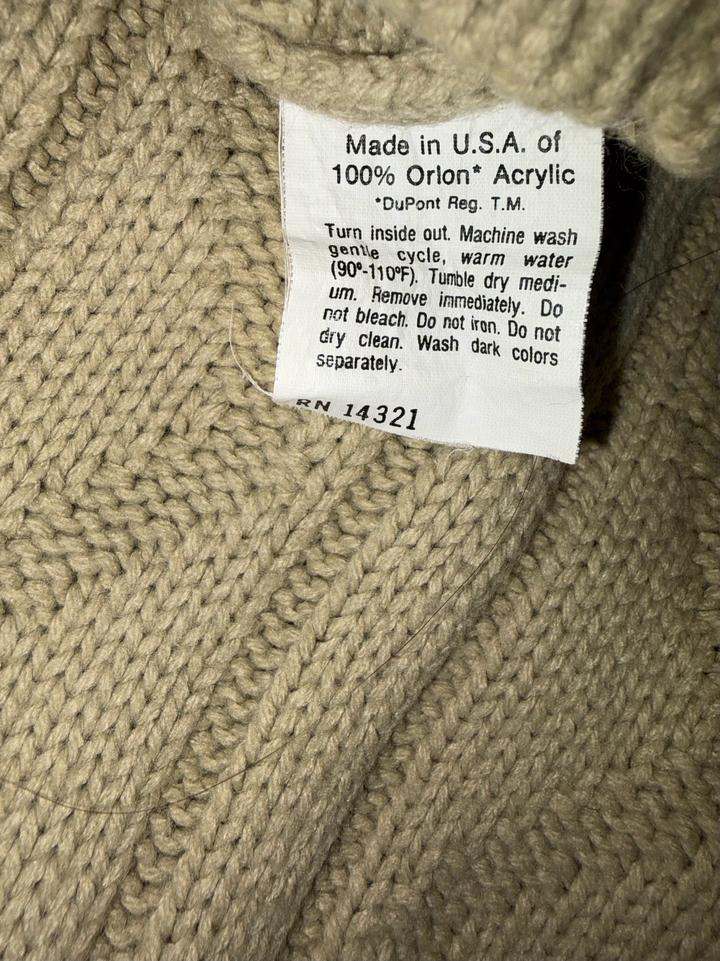 Made in U.S.A. of
100% Orlon* Acrylic
*DuPont Reg. T.M.
Turn inside out. Machine wash
gentle cycle, warm water
(90°-110°F). Tumble dry medi-
um. Remove immediately. Do
not bleach. Do not iron. Do not
dry clean. Wash dark colors
separately.
RN 14321